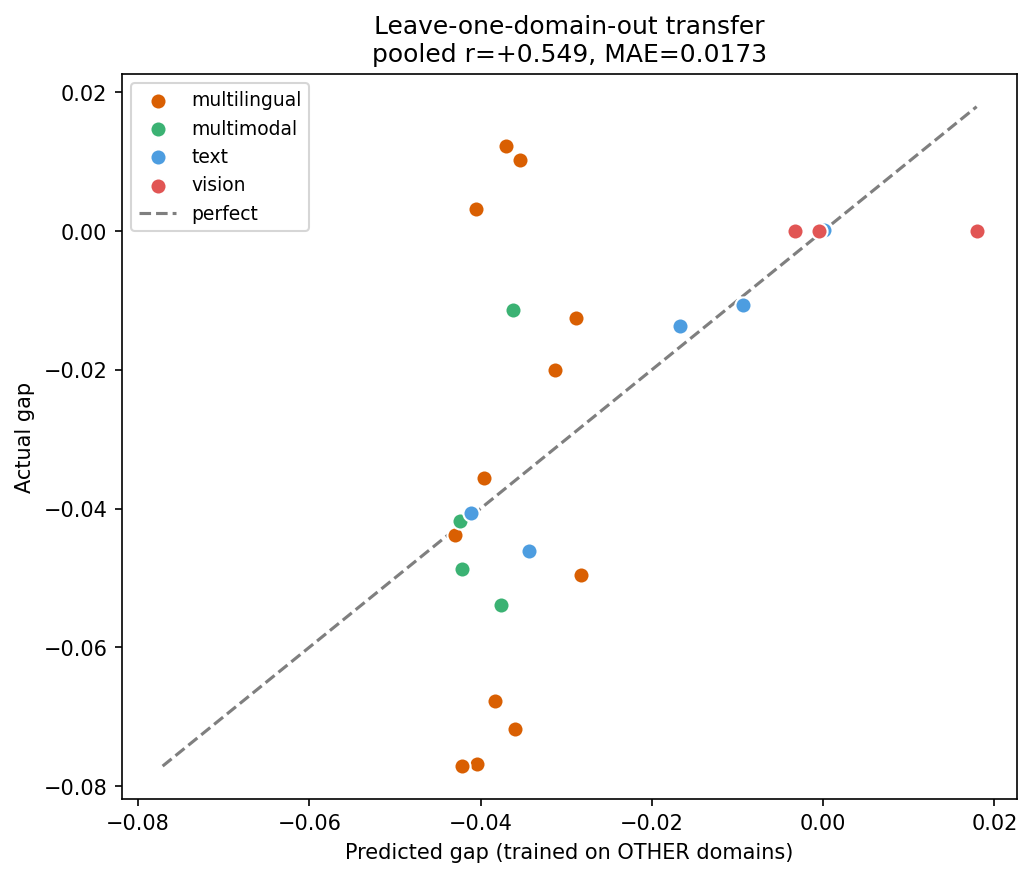 Leave-one-domain-out transfer
pooled r=+0.549, MAE=0.0173
multilingual
multimodal
text
vision
perfect
0.02
0.00
−0.02
−0.04
−0.06
−0.08
Actual gap
−0.08
−0.06
−0.04
−0.02
0.00
0.02
Predicted gap (trained on OTHER domains)